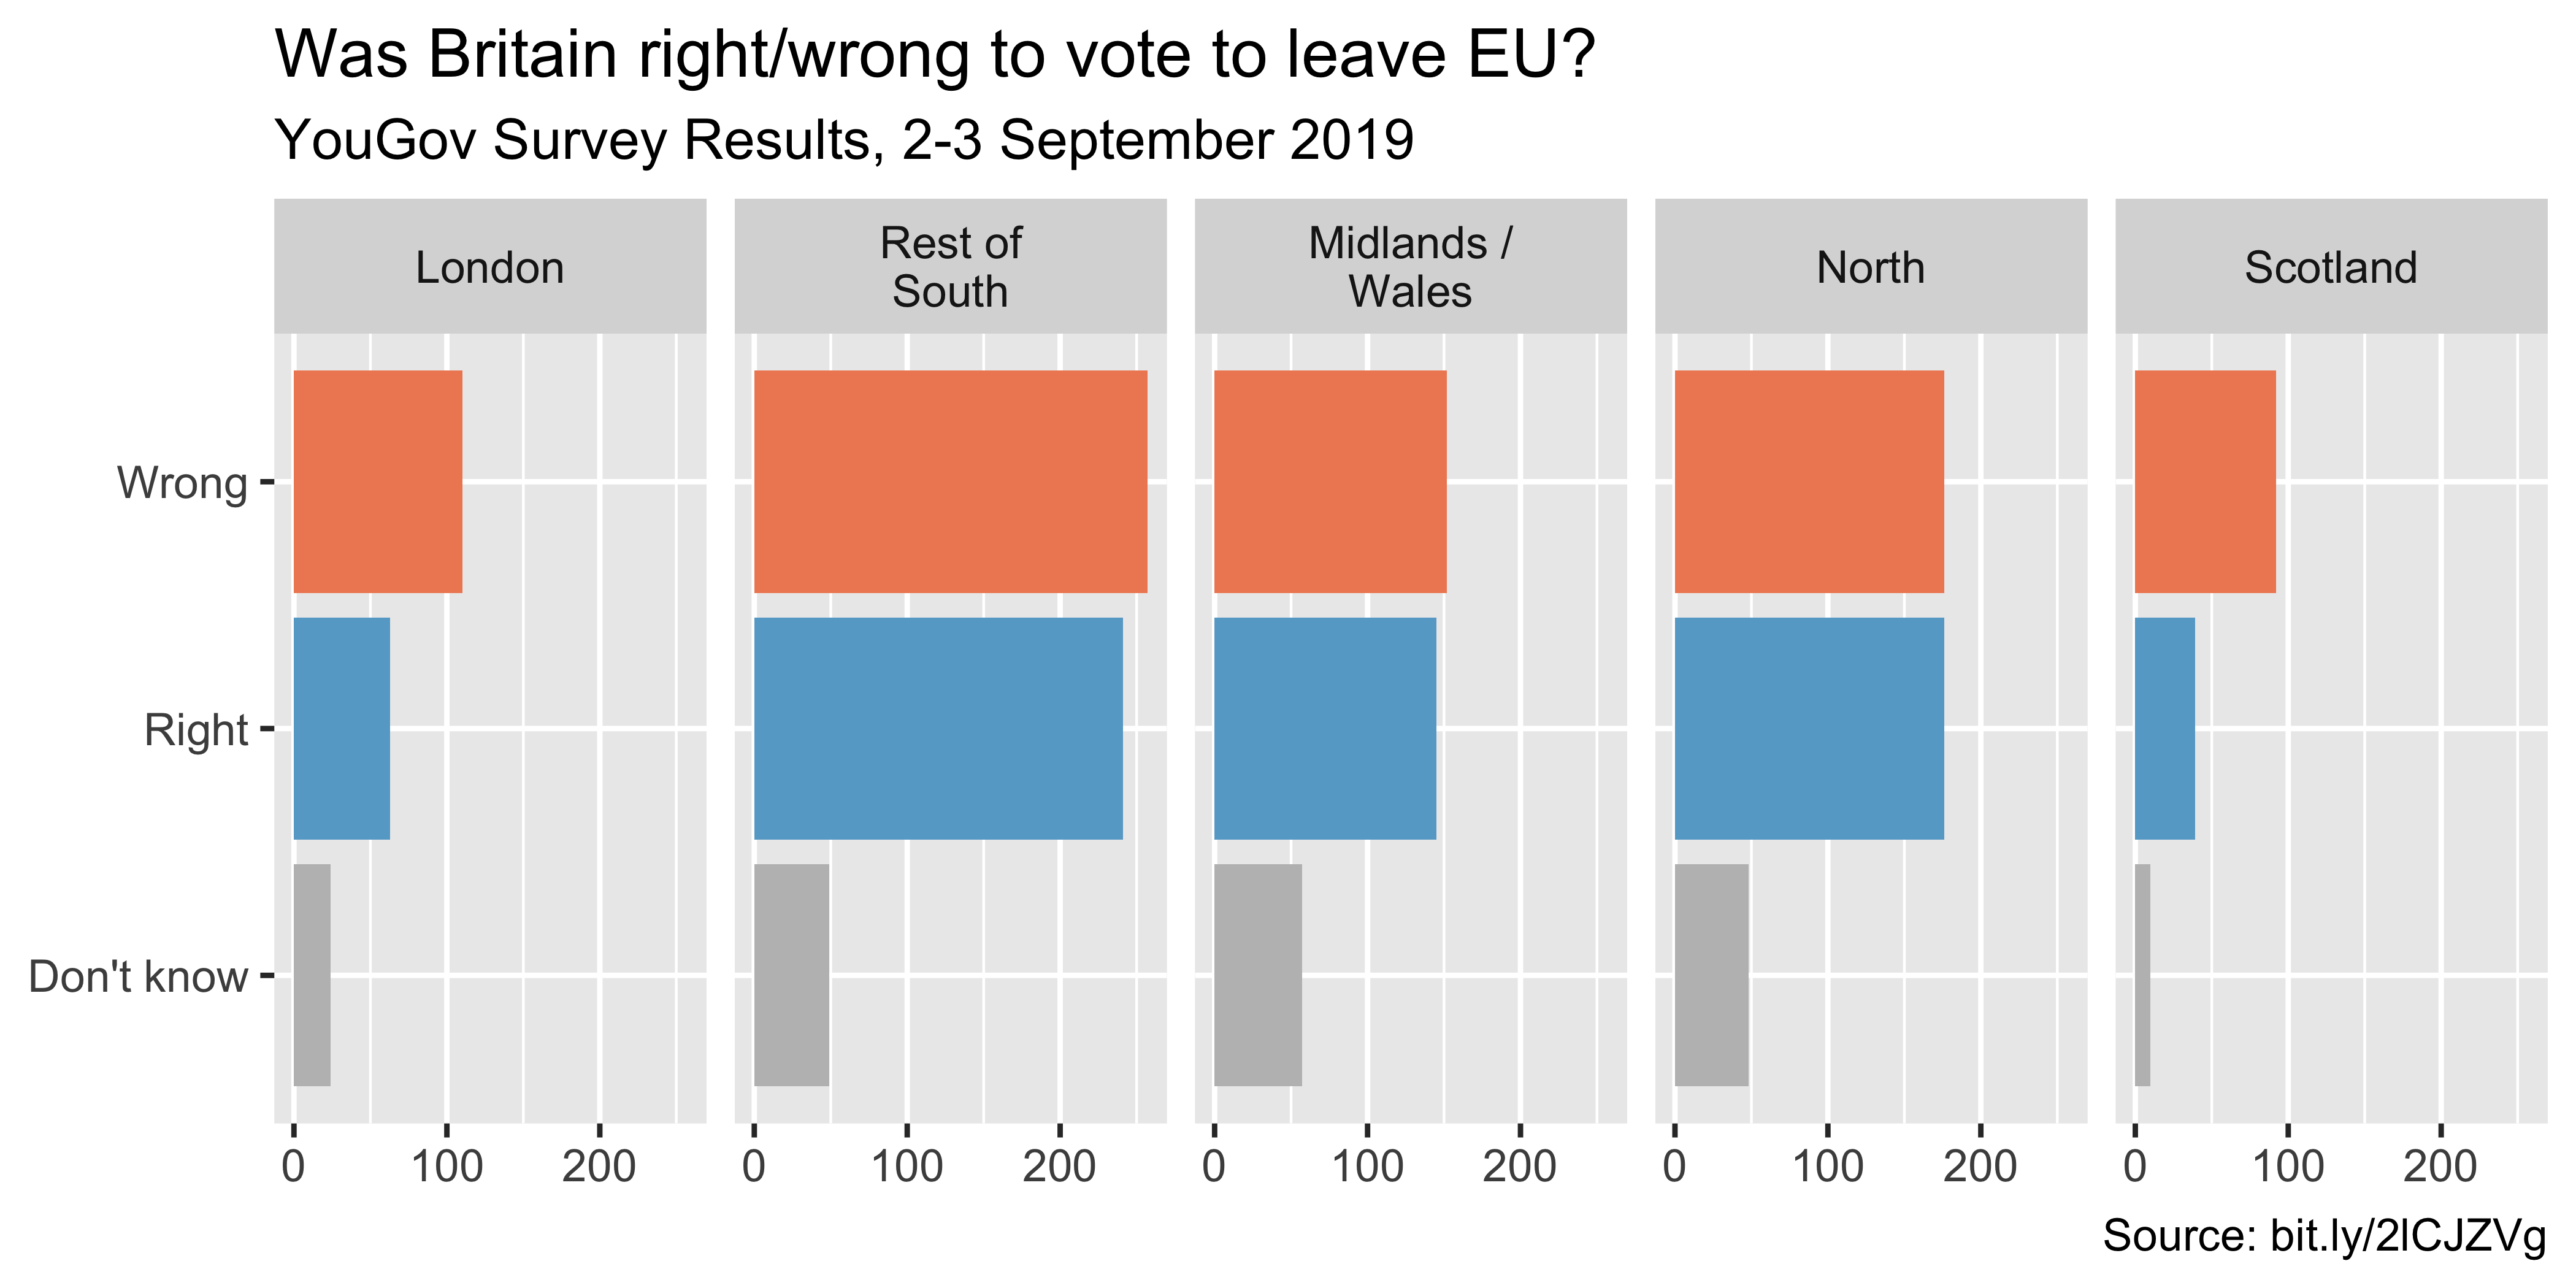 Was Britain right/wrong to vote to leave EU?
YouGov Survey Results, 2-3 September 2019
London
Rest of
South
Midlands /
Wales
North
Scotland
Wrong
Right
Don't know
0 100 200
0 100 200
0 100 200
0 100 200
0 100 200
Source: bit.ly/2lCJZVg